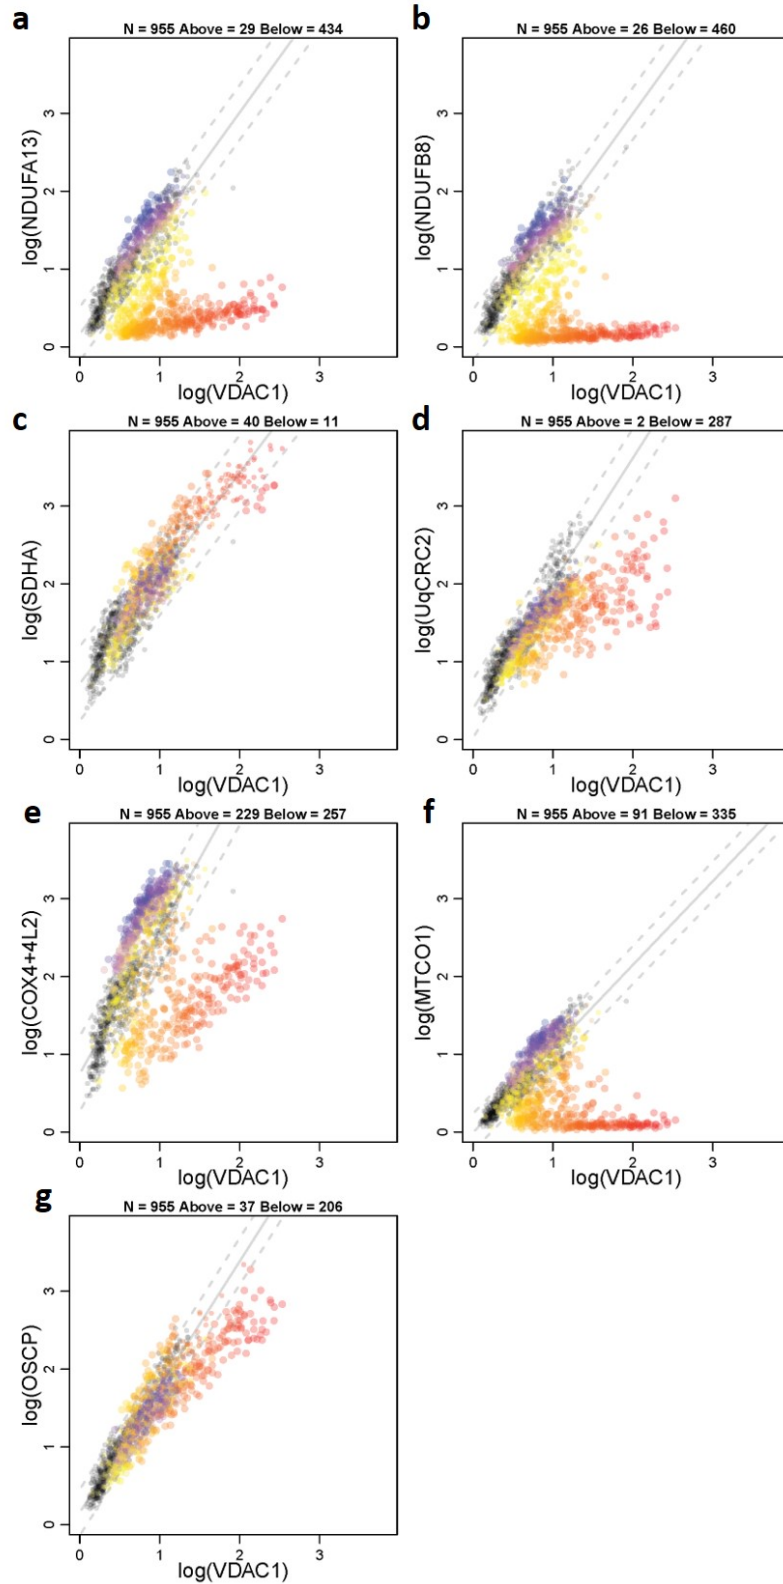 a
N = 955 Above = 29 Below = 434
log(NDUFA13)
0 1 2 3
0 1 2 3
log(VDAC1)
b
N = 955 Above = 26 Below = 460
log(NDUFB8)
0 1 2 3
0 1 2 3
log(VDAC1)
c
N = 955 Above = 40 Below = 11
log(SDHA)
0 1 2 3
0 1 2 3
log(VDAC1)
d
N = 955 Above = 2 Below = 287
log(UqCRC2)
0 1 2 3
0 1 2 3
log(VDAC1)
e
N = 955 Above = 229 Below = 257
log(COX4+4L2)
0 1 2 3
0 1 2 3
log(VDAC1)
f
N = 955 Above = 91 Below = 335
log(MTCO1)
0 1 2 3
0 1 2 3
log(VDAC1)
g
N = 955 Above = 37 Below = 206
log(OSCP)
0 1 2 3
0 1 2 3
log(VDAC1)